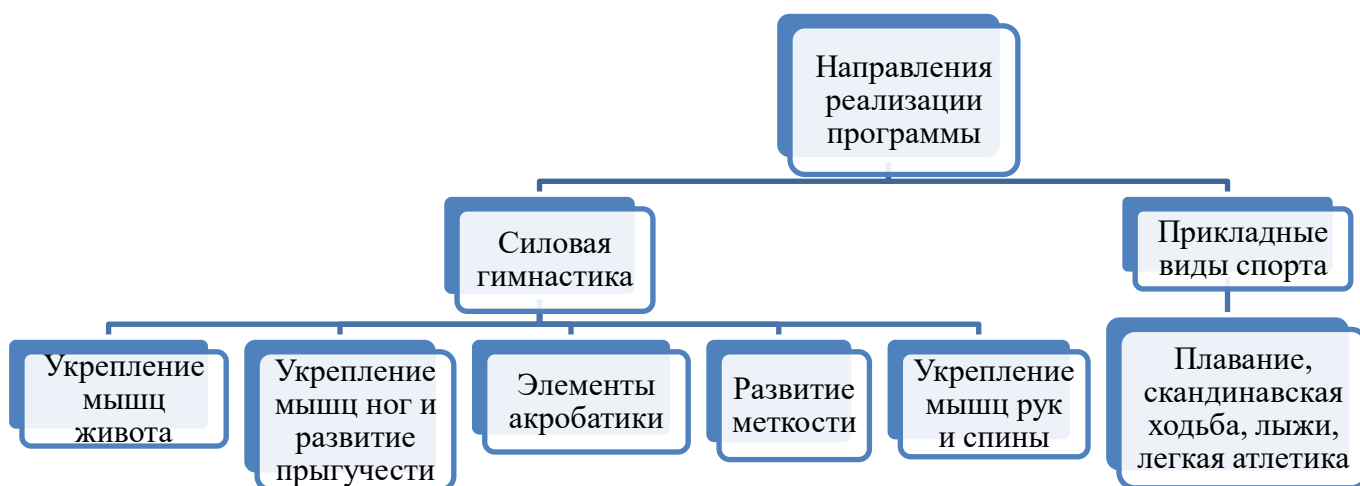 Направления
реализации
программы
Силовая
гимнастика
Прикладные
виды спорта
Укрепление
мышц
живота
Укрепление
мышц ног и
развитие
прыгучести
Элементы
акробатики
Развитие
меткости
Укрепление
мышц рук
и спины
Плавание,
скандинавская
ходьба, лыжи,
легкая атлетика